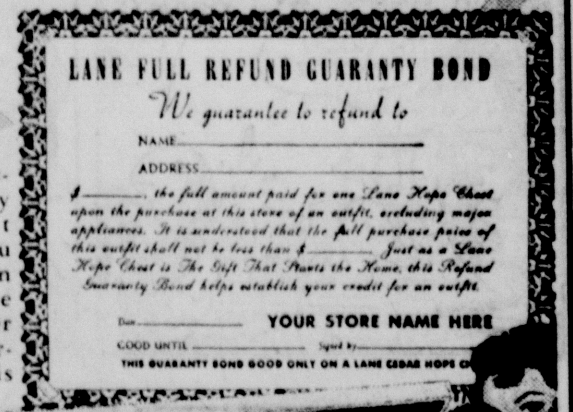 LANE FULL REFUND GUARANTY BOND
We guarantee to refund to
NAME
ADDRESS
$ , the full amount paid for one Lane Hope Chest
upon the purchase at this store of an outfit, excluding major
appliances. It is understood that the full purchase price of
this outfit shall not be less than $ Just as a Lane
Hope Chest is The Gift That Starts the Home, this Refund
Guaranty Bond helps establish your credit for an outfit.
Date YOUR STORE NAME HERE
GOOD UNTIL Signed by
THIS GUARANTY BOND GOOD ONLY ON A LANE CEDAR HOPE
y
t
u
n
e
r
r-
is